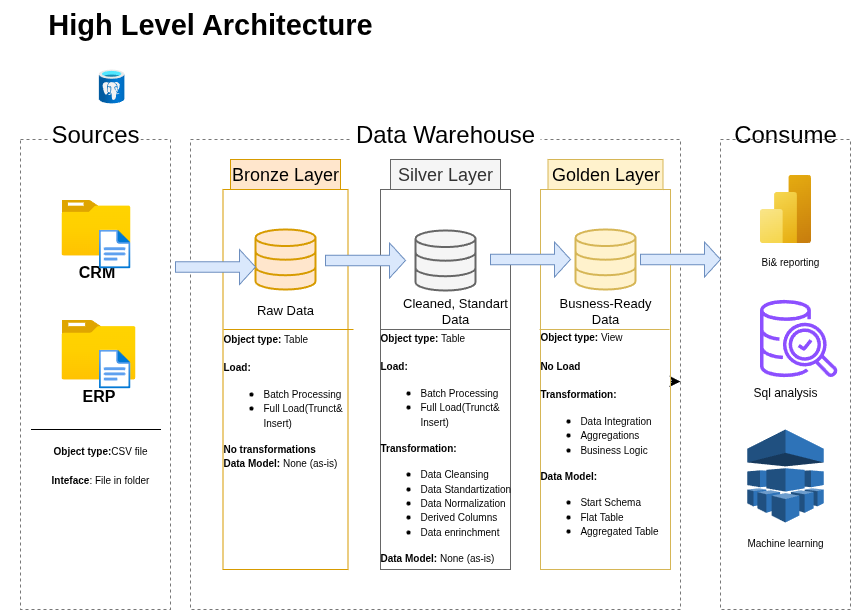 High Level Architecture
Sources
CRM
ERP
Object type:CSV file
Inteface: File in folder
Data Warehouse
Bronze Layer
Raw Data
Object type: Table
Load:
• Batch Processing
• Full Load(Trunct&
Insert)
No transformations
Data Model: None (as-is)
Silver Layer
Cleaned, Standart
Data
Object type: Table
Load:
• Batch Processing
• Full Load(Trunct&
Insert)
Transformation:
• Data Cleansing
• Data Standartization
• Data Normalization
• Derived Columns
• Data enrichment
Data Model: None (as-is)
Golden Layer
Busness-Ready
Data
Object type: View
No Load
Transformation:
• Data Integration
• Aggregations
• Business Logic
Data Model:
• Start Schema
• Flat Table
• Aggregated Table
Consume
Bi& reporting
Sql analysis
Machine learning